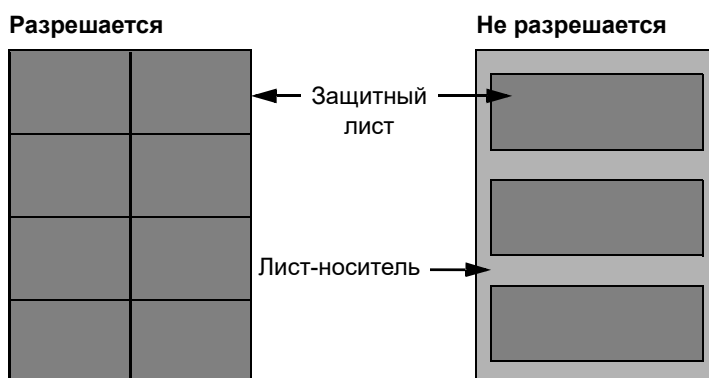 Разрешается
Не разрешается
Защитный
лист
Лист-носитель